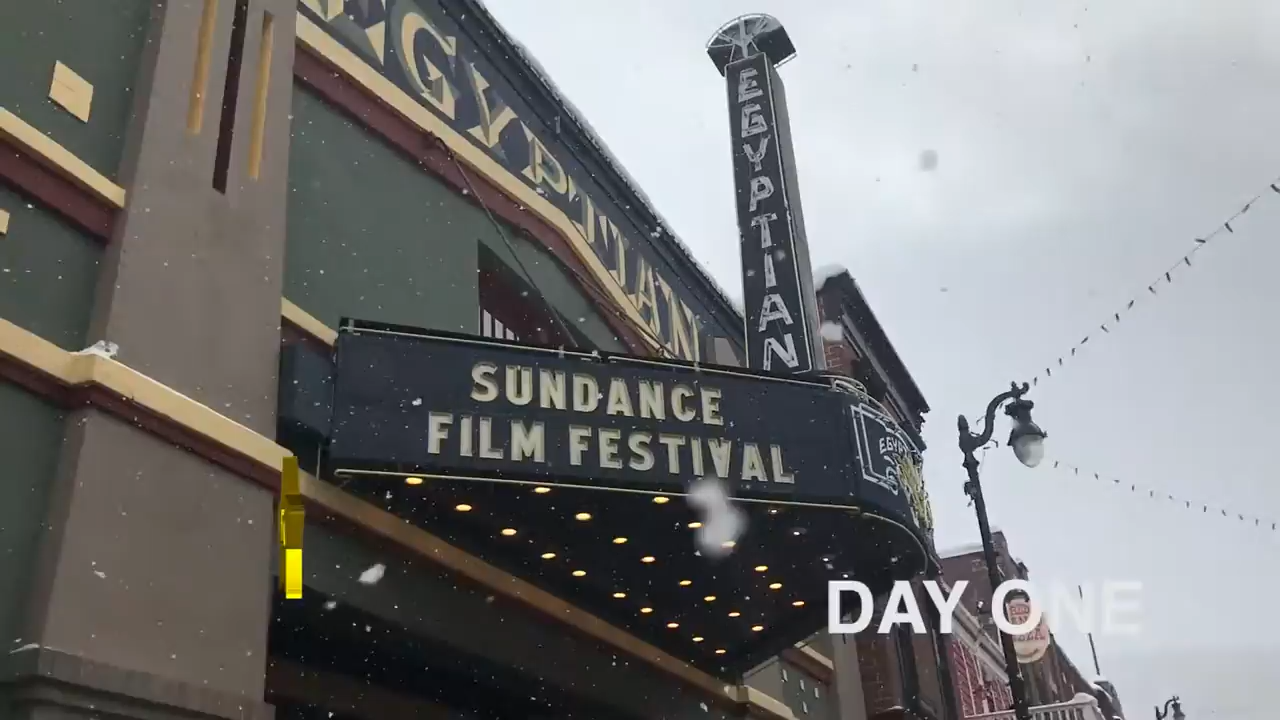 EGYPTIAN
EGYPTIAN
SUNDANCE
FILM FESTIVAL
DAY ONE